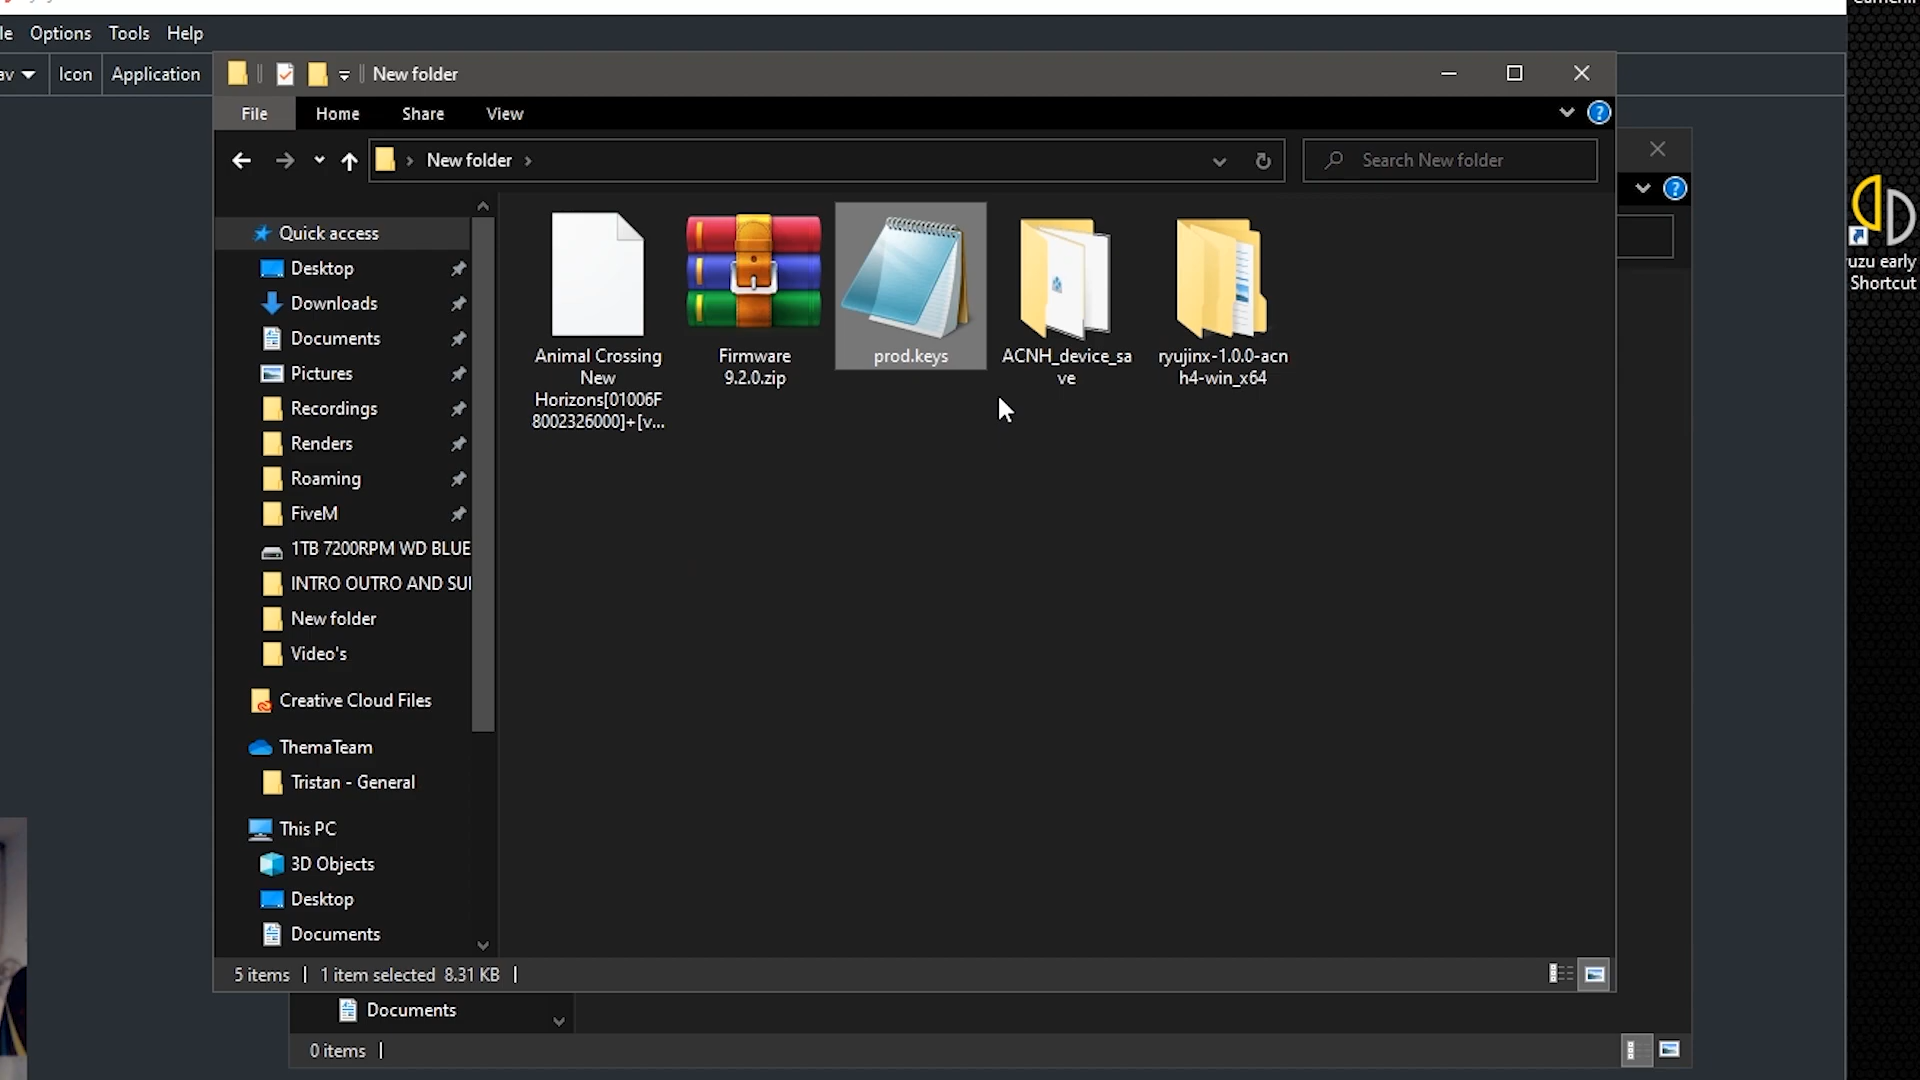 Options Tools Help
Icon Application
New folder
File Home Share View
New folder
Search New folder
Quick access
Desktop
Downloads
Documents
Pictures
Recordings
Renders
Roaming
FiveM
1TB 7200RPM WD BLUE
INTRO OUTRO AND SUI
New folder
Video's
Creative Cloud Files
ThemaTeam
Tristan - General
This PC
3D Objects
Desktop
Documents
Animal Crossing
New
Horizons[01006F
8002326000]+[v...
Firmware
9.2.0.zip
prod.keys
ACNH_device_sa
ve
ryujinx-1.0.0-acn
h4-win_x64
5 items 1 item selected 8.31 KB
Documents
0 items
uzu early
Shortcut